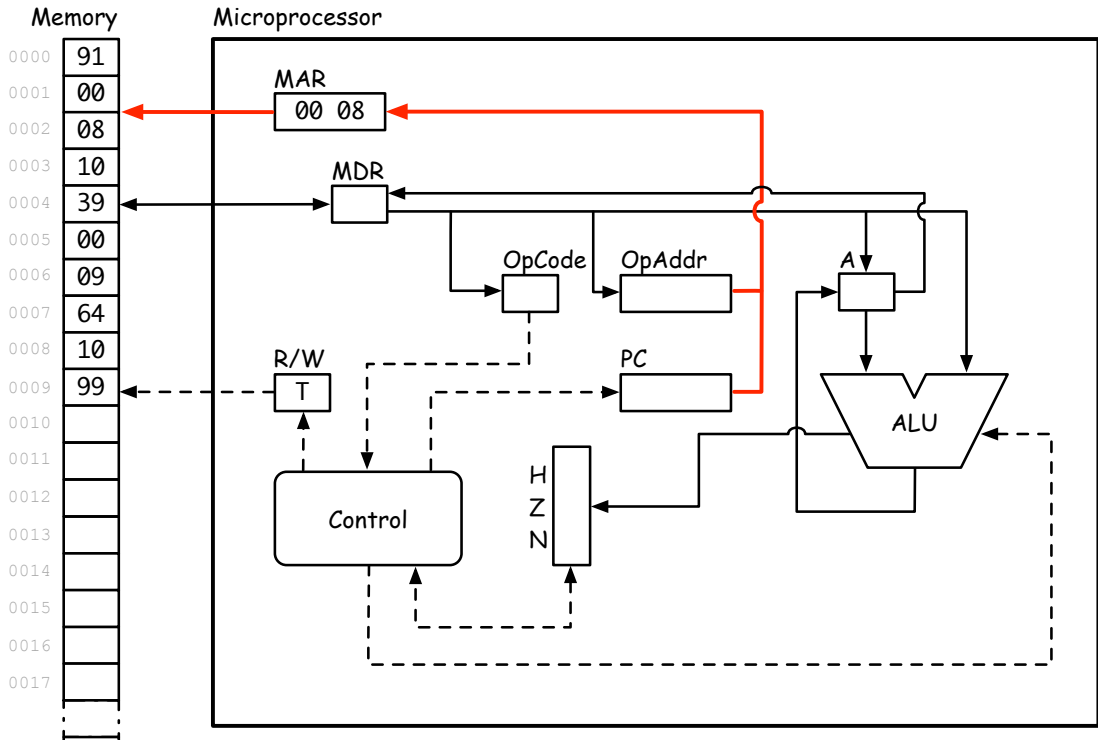 Memory
Microprocessor
0000 91
0001 00
0002 08
0003 10
0004 39
0005 00
0006 09
0007 64
0008 10
0009 99
0010
0011
0012
0013
0014
0015
0016
0017
MAR
00 08
MDR
OpCode
OpAddr
A
R/W
T
PC
ALU
H
Z
N
Control